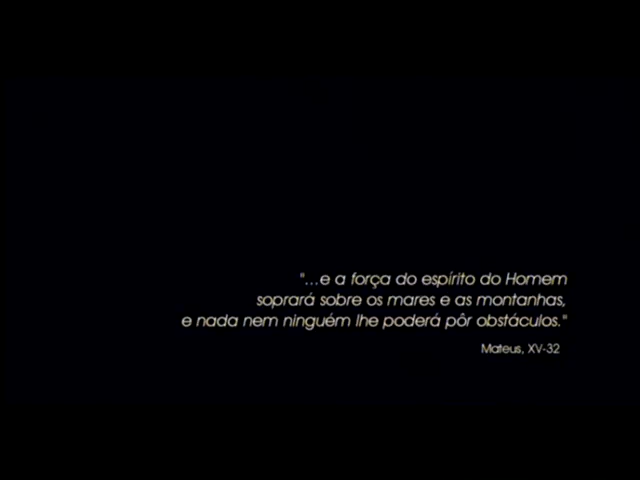 "...e a força do espírito do Homem
soprará sobre os mares e as montanhas,
e nada nem ninguém lhe poderá pôr obstáculos."
Mateus, XV-32